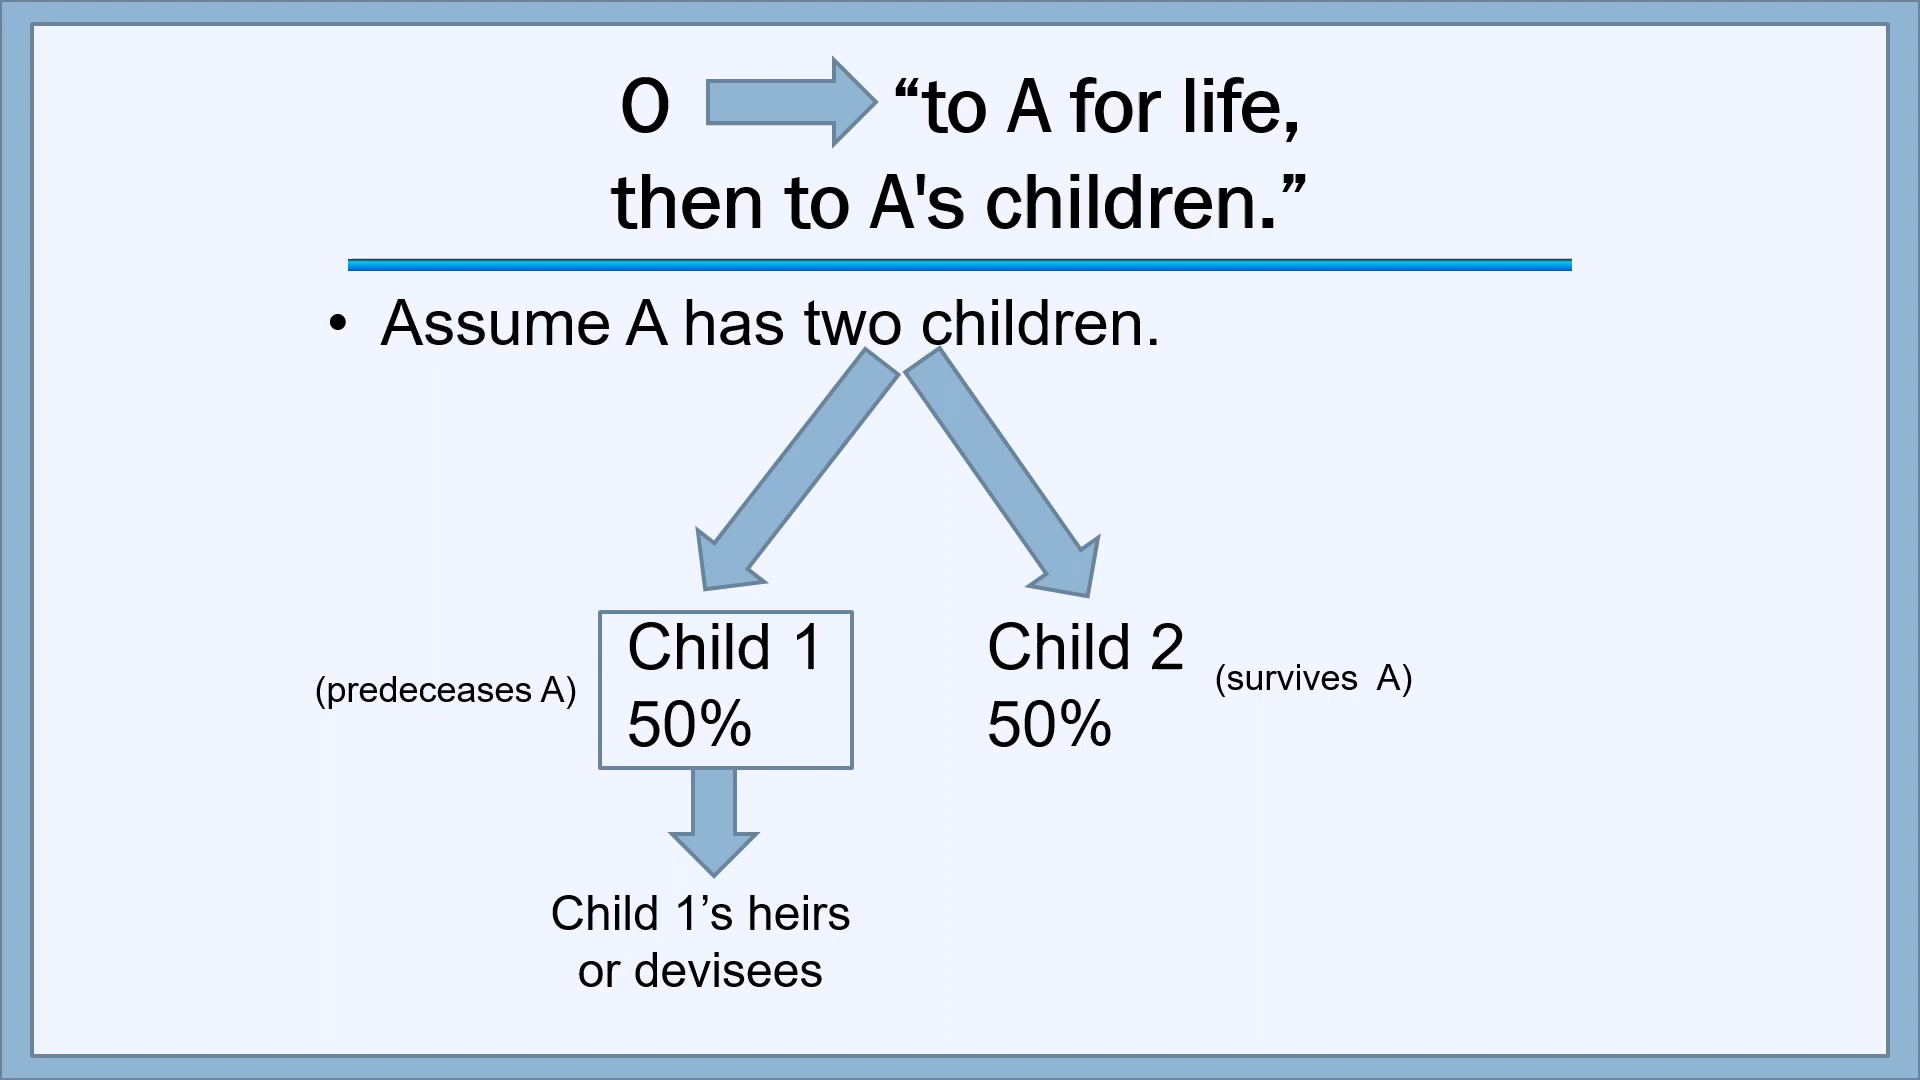 O “to A for life,
then to A's children.”
• Assume A has two children.
Child 1
50%
(predeceases A)
Child 2
50%
(survives  A)
Child 1’s heirs
or devisees